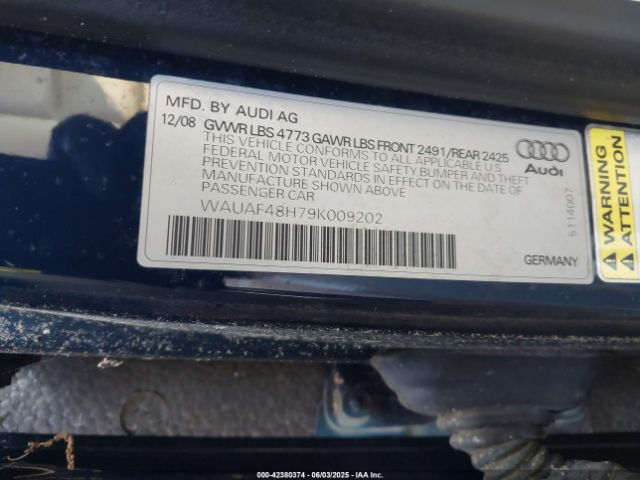 MFD. BY AUDI AG
12/08 GVWR LBS 4773 GAWR LBS FRONT 2491/REAR 2425
THIS VEHICLE CONFORMS TO ALL APPLICABLE U S
FEDERAL MOTOR VEHICLE SAFETY, BUMPER AND THEFT
PREVENTION STANDARDS IN EFFECT ON THE DATE OF
MANUFACTURE SHOWN ABOVE
PASSENGER CAR
WAUAF48H79K009202
Audi
5114007
GERMANY
WARNING
ATTENTION
000-42380374 - 06/03/2025 - IAA Inc.